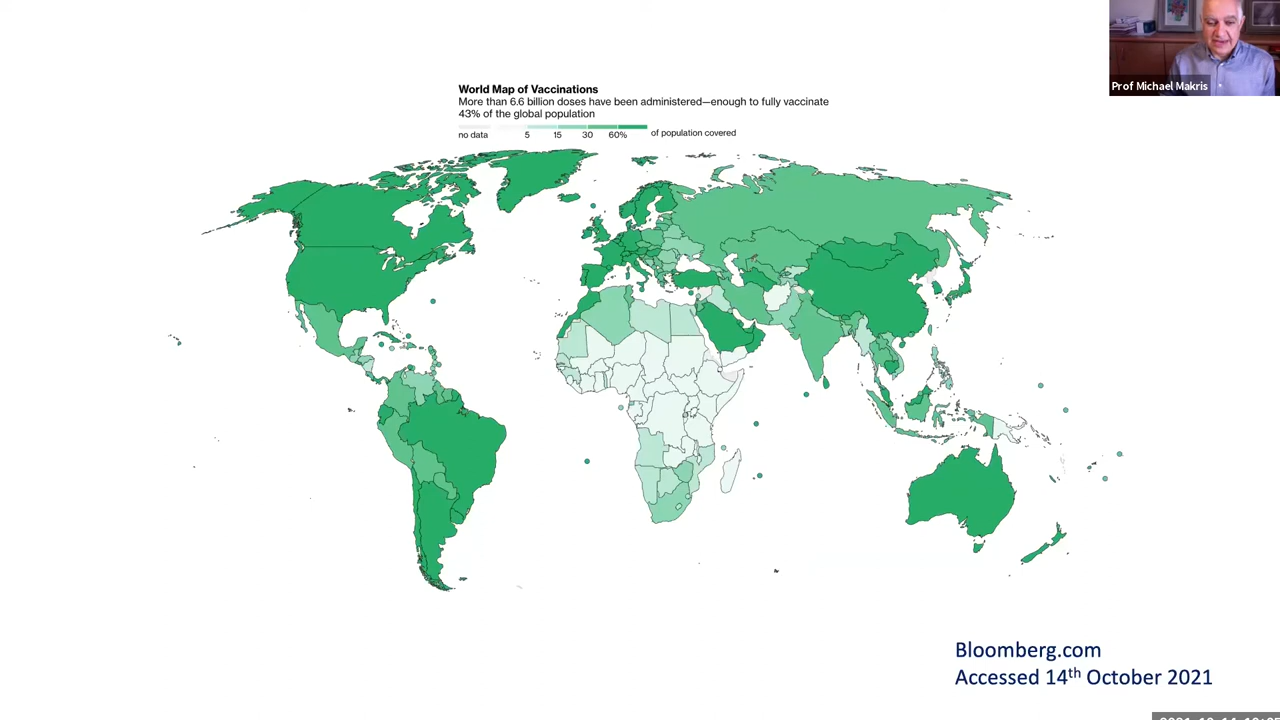 Prof Michael Makris
World Map of Vaccinations
More than 6.6 billion doses have been administered—enough to fully vaccinate
43% of the global population
no data 5 15 30 60% of population covered
Bloomberg.com
Accessed 14th October 2021